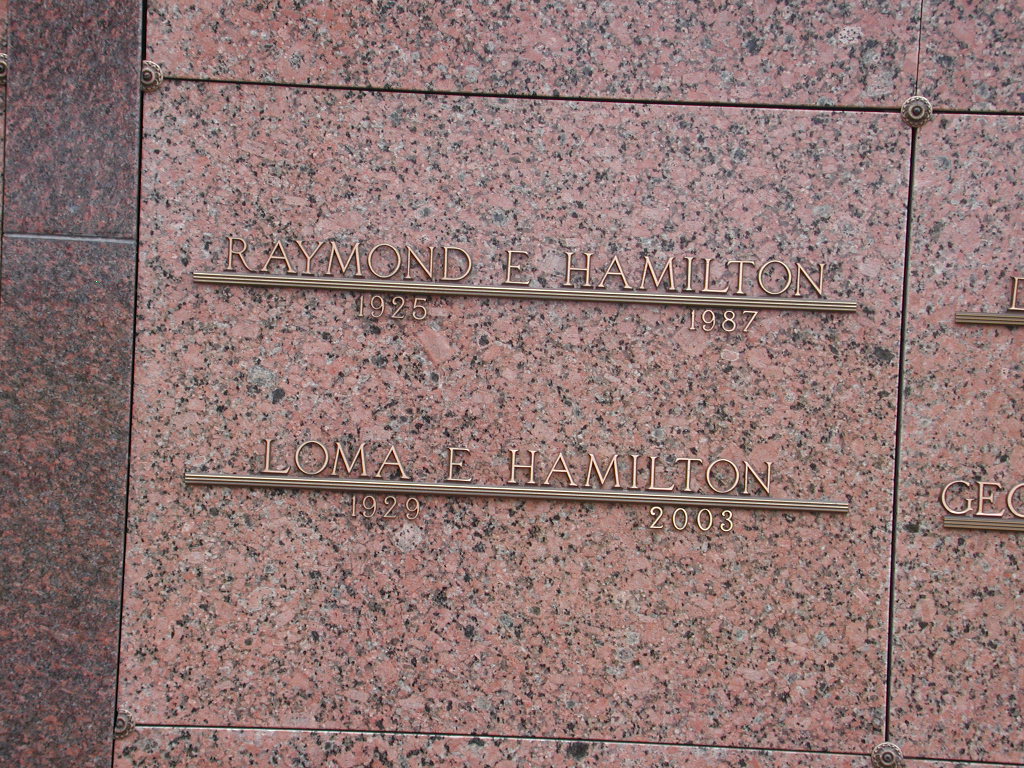 RAYMOND E HAMILTON
1925 1987
LOMA E HAMILTON
1929 2003